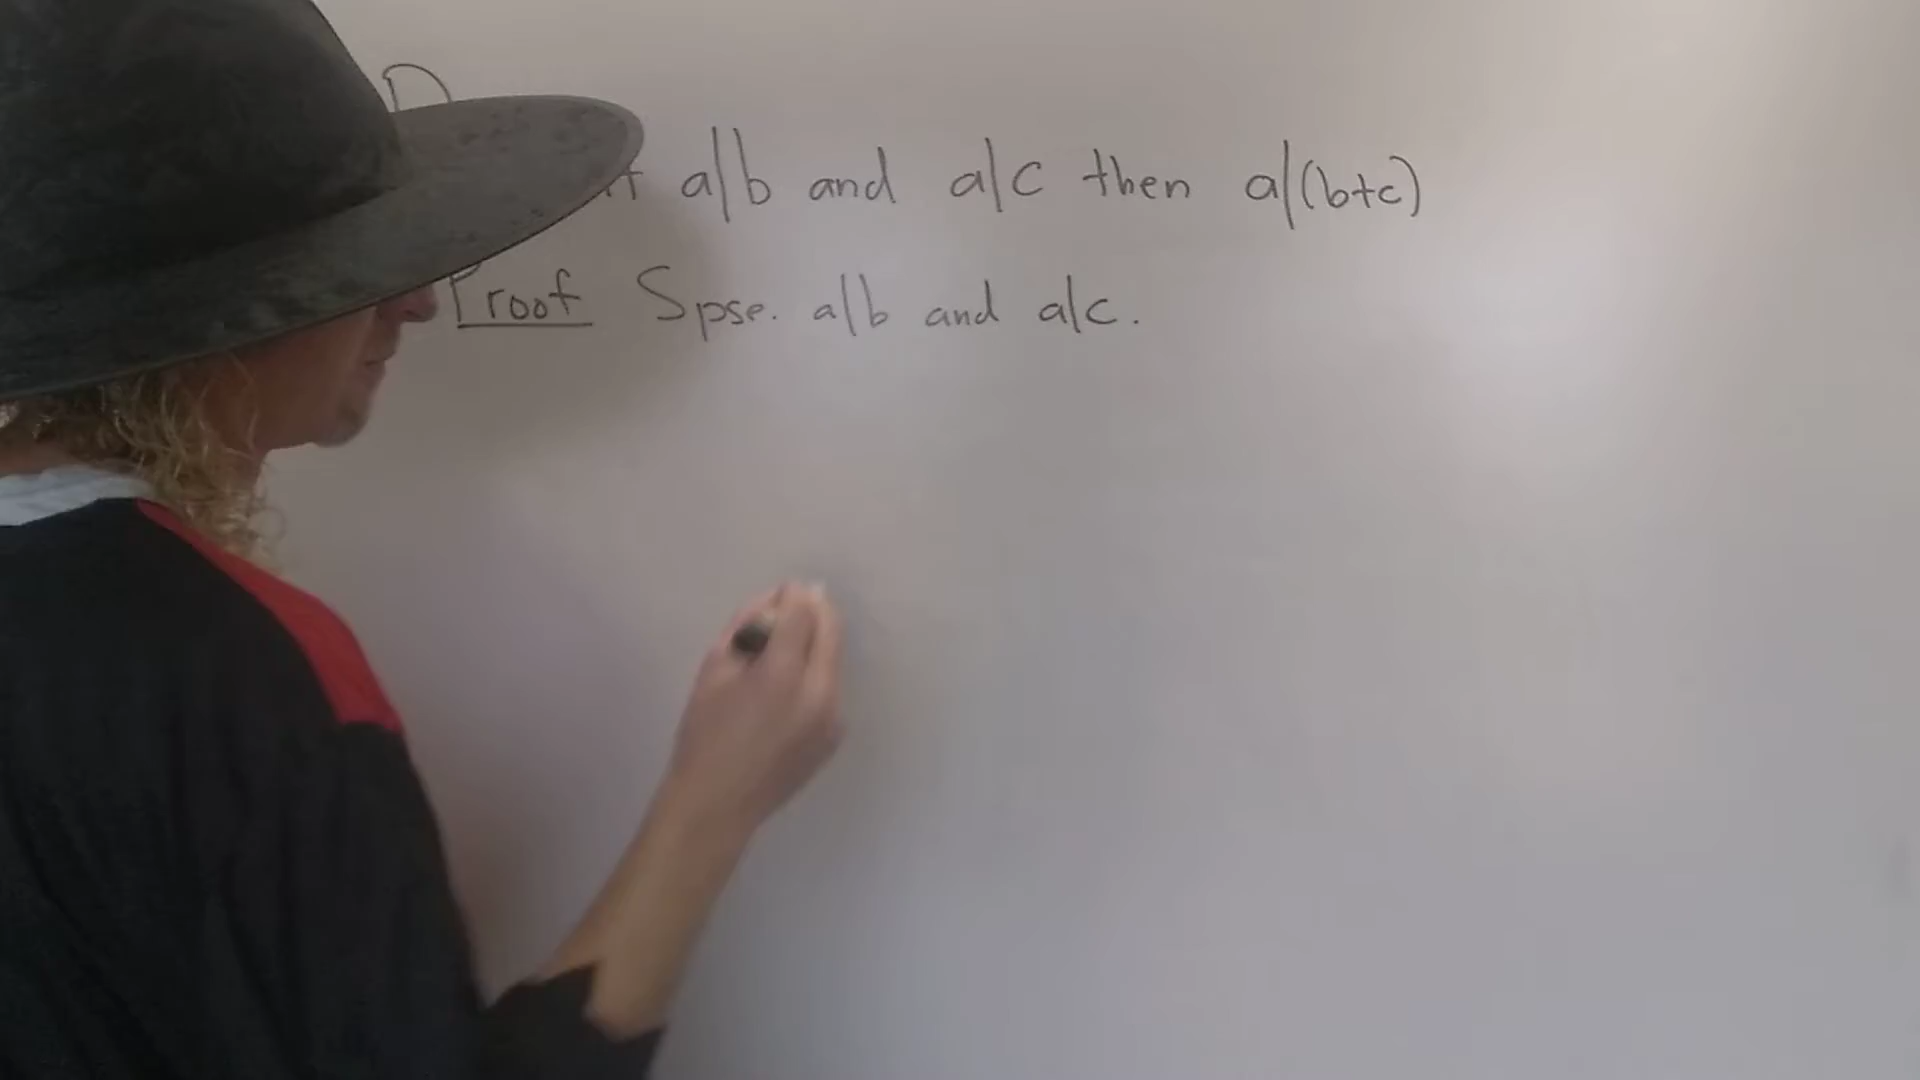 a|b and a|c then a|(b+c)
Proof Spse. a|b and a|c.